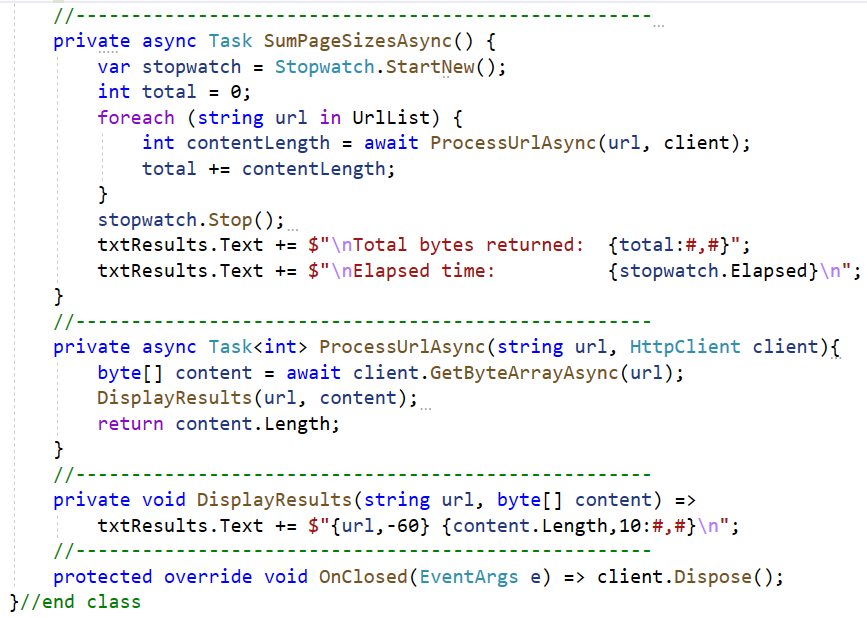 //----------------------------------------------------
private async Task SumPageSizesAsync() {
    var stopwatch = Stopwatch.StartNew();
    int total = 0;
    foreach (string url in UrlList) {
        int contentLength = await ProcessUrlAsync(url, client);
        total += contentLength;
    }
    stopwatch.Stop();
    txtResults.Text += $"\nTotal bytes returned:  {total:#,#}";
    txtResults.Text += $"\nElapsed time:          {stopwatch.Elapsed}\n";
}
//----------------------------------------------------
private async Task<int> ProcessUrlAsync(string url, HttpClient client){
    byte[] content = await client.GetByteArrayAsync(url);
    DisplayResults(url, content);
    return content.Length;
}
//----------------------------------------------------
private void DisplayResults(string url, byte[] content) =>
    txtResults.Text += $"{url,-60} {content.Length,10:#,#}\n";
//----------------------------------------------------
protected override void OnClosed(EventArgs e) => client.Dispose();
}//end class